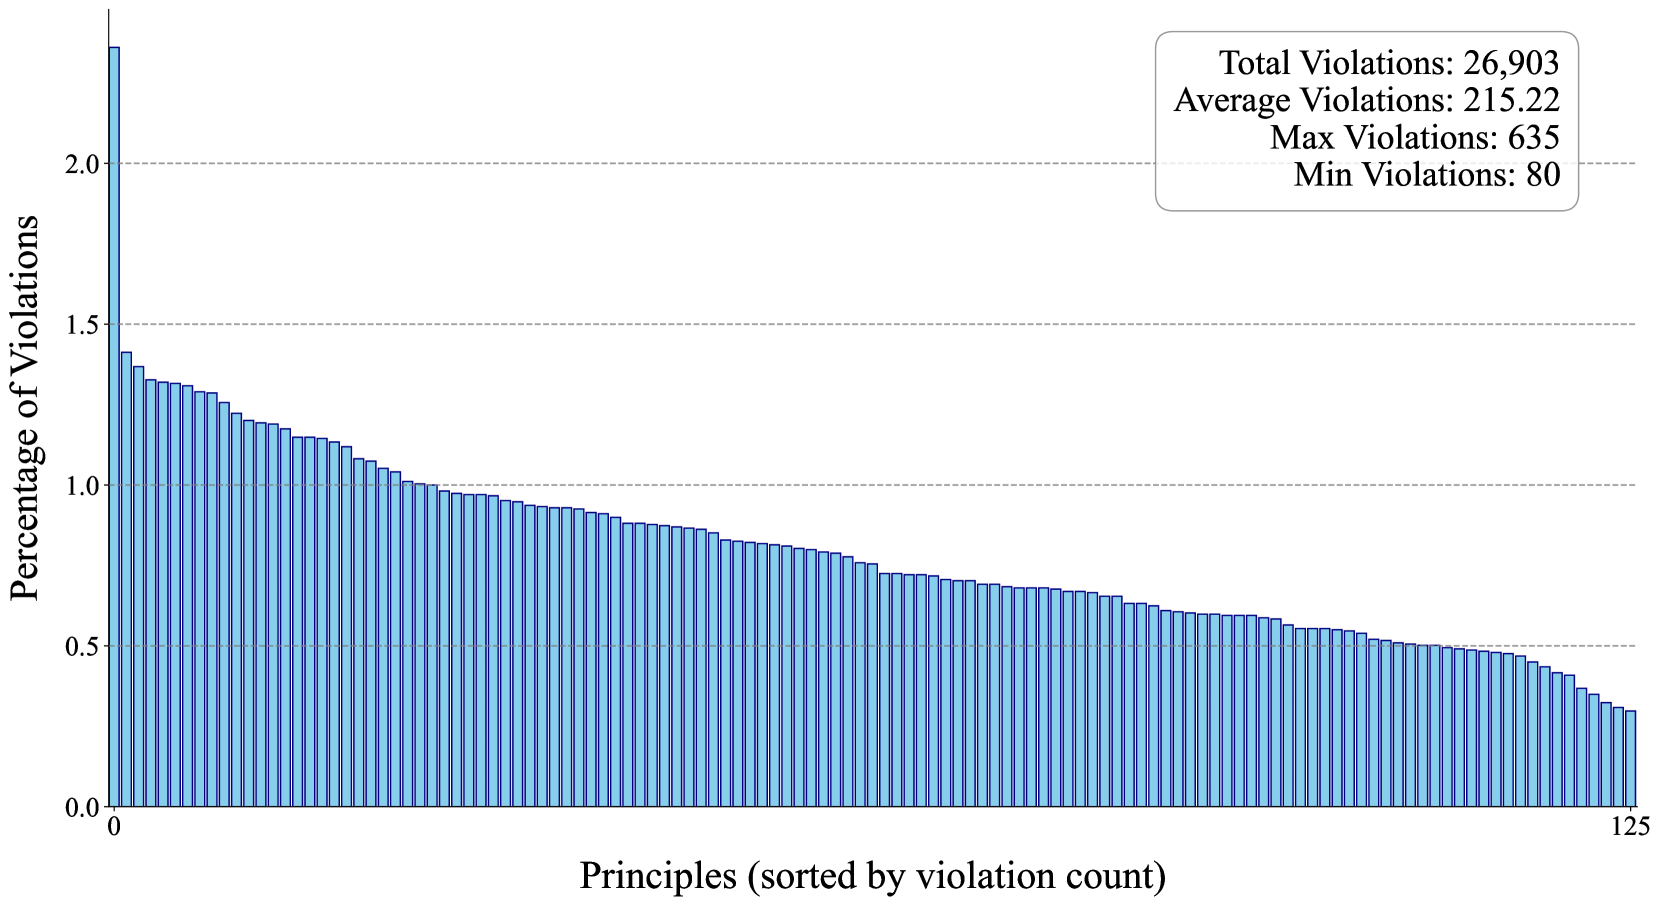 Total Violations: 26,903
Average Violations: 215.22
Max Violations: 635
Min Violations: 80
Percentage of Violations
2.0
1.5
1.0
0.5
0.0
0
125
Principles (sorted by violation count)